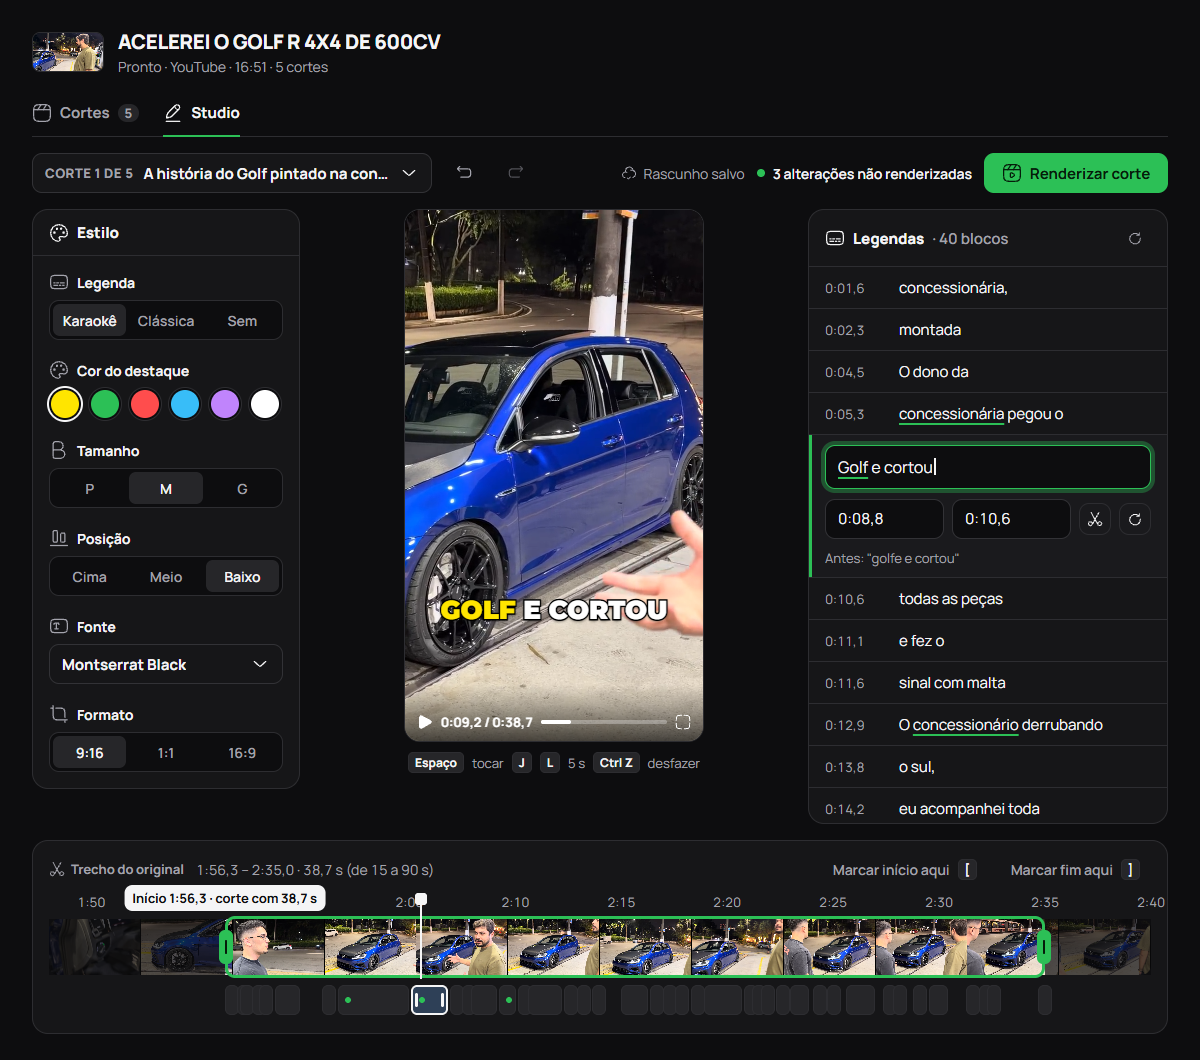 ACELEREI O GOLF R 4X4 DE 600CV
Pronto · YouTube · 16:51 · 5 cortes
Cortes 5
Studio
CORTE 1 DE 5 A história do Golf pintado na con...
Rascunho salvo
3 alterações não renderizadas
Renderizar corte
Estilo
Legenda
Karaokê Clássica Sem
Cor do destaque
Tamanho
P M G
Posição
Cima Meio Baixo
Fonte
Montserrat Black
Formato
9:16 1:1 16:9
GOLF E CORTOU
0:09,2 / 0:38,7
Espaço tocar J L 5 s Ctrl Z desfazer
Legendas · 40 blocos
0:01,6 concessionária,
0:02,3 montada
0:04,5 O dono da
0:05,3 concessionária pegou o
Golf e cortou
0:08,8 0:10,6
Antes: "golfe e cortou"
0:10,6 todas as peças
0:11,1 e fez o
0:11,6 sinal com malta
0:12,9 O concessionário derrubando
0:13,8 o sul,
0:14,2 eu acompanhei toda
Trecho do original 1:56,3 – 2:35,0 · 38,7 s (de 15 a 90 s)
Marcar início aqui [
Marcar fim aqui ]
Início 1:56,3 · corte com 38,7 s
1:50 2:0 2:10 2:15 2:20 2:25 2:30 2:35 2:40